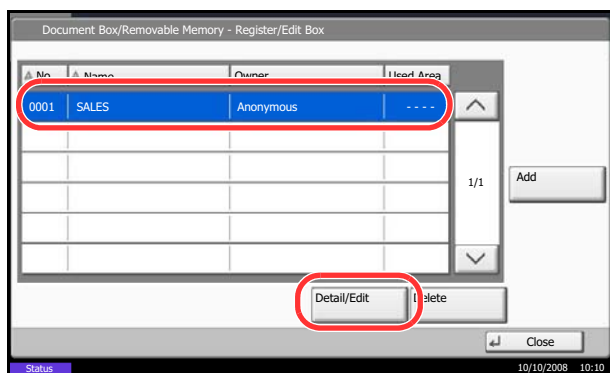 Document Box/Removable Memory - Register/Edit Box
No. Name Owner Used Area
0001 SALES Anonymous - - - -
1/1
Add
Detail/Edit Delete
Close
Status 10/10/2008 10:10